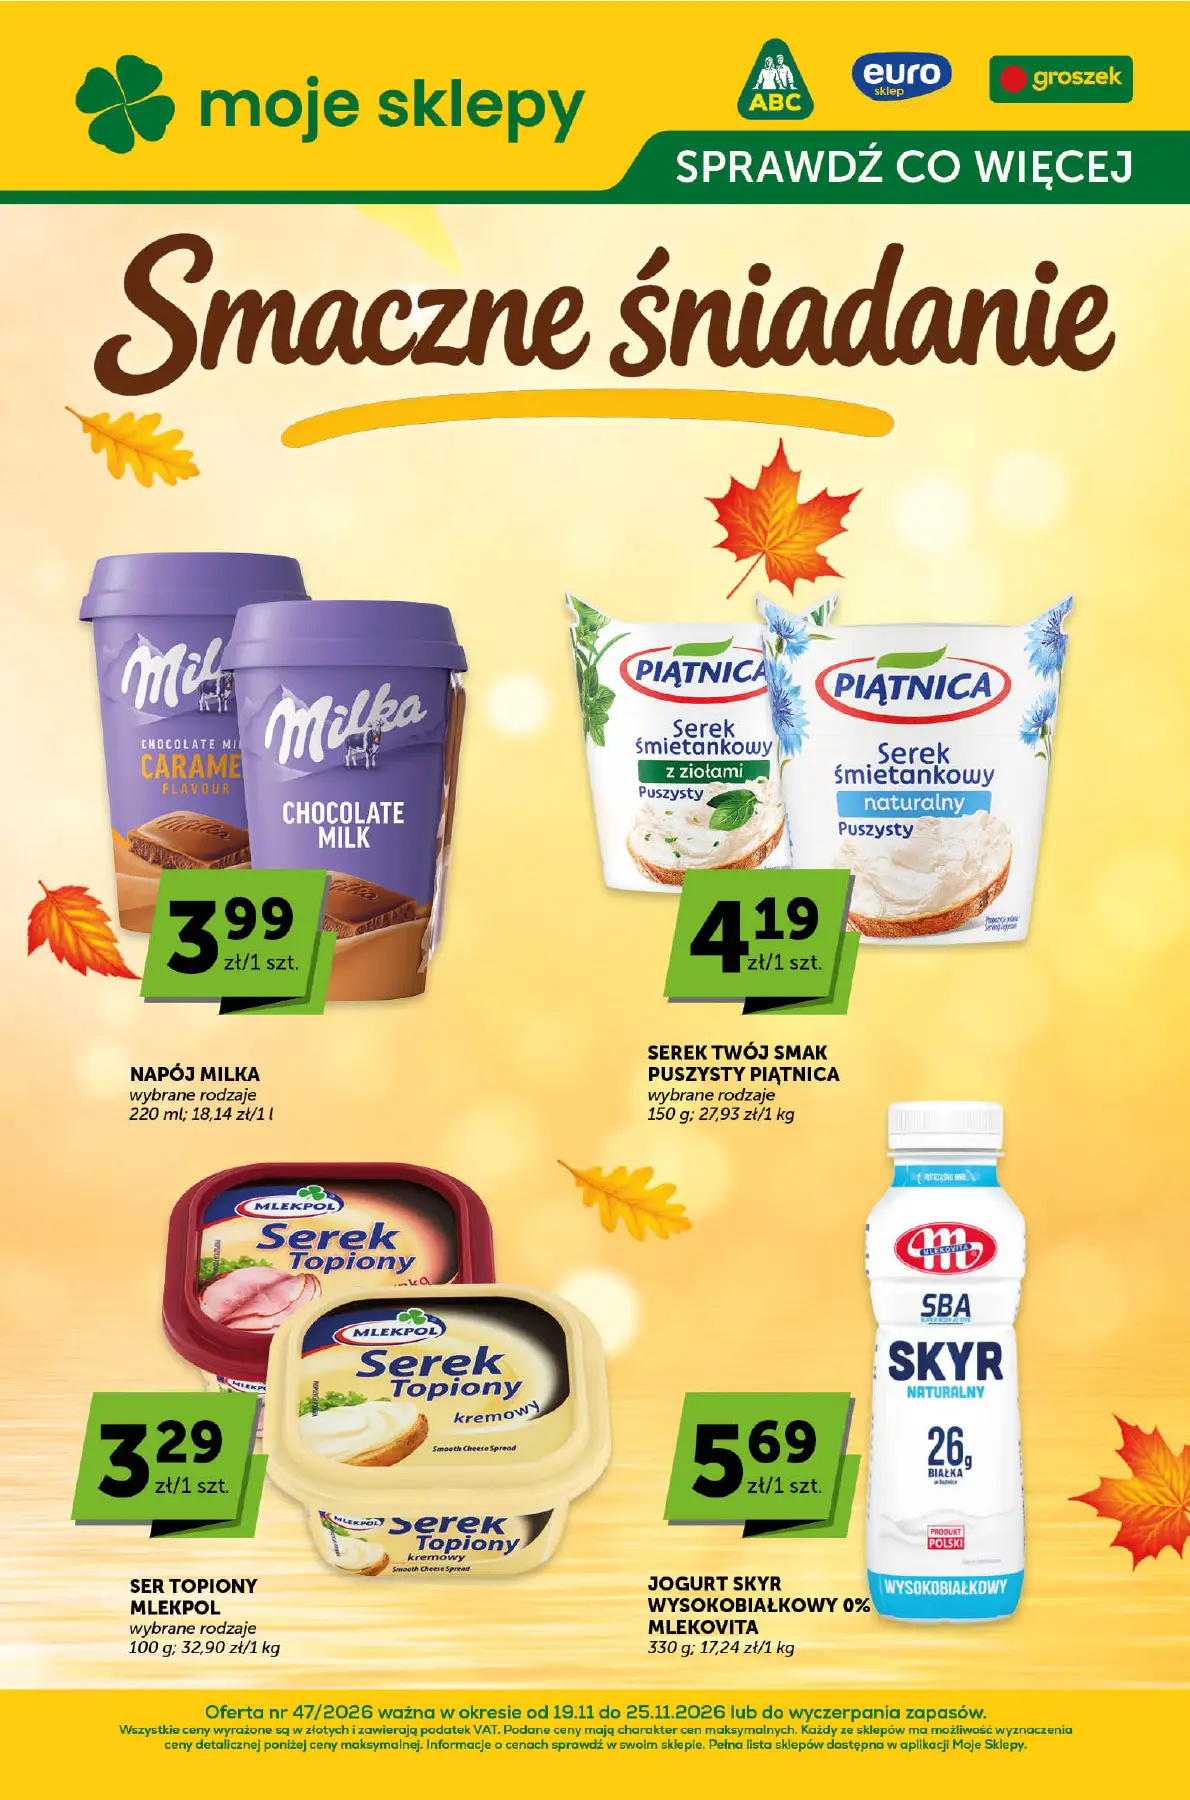 moje sklepy
ABC
euro
sklep
groszek
SPRAWDŹ CO WIĘCEJ
Smaczne śniadanie
Milka
CHOCOLATE
CARAMEL
FLAVOUR
Milka
CHOCOLATE
MILK
3 99
zł/1 szt.
NAPÓJ MILKA
wybrane rodzaje
220 ml; 18,14 zł/1 l
PIĄTNICA
Serek
śmietankowy
z ziołami
Puszysty
PIĄTNICA
Serek
śmietankowy
naturalny
Puszysty
4 19
zł/1 szt.
SEREK TWÓJ SMAK
PUSZYSTY PIĄTNICA
wybrane rodzaje
150 g; 27,93 zł/1 kg
MLEKPOL
Serek
Topiony
MLEKPOL
Serek
Topiony
kremowy
Smooth Cheese Spread
MLEKPOL
Serek
Topiony
kremowy
Smooth Cheese Spread
3 29
zł/1 szt.
SER TOPIONY
MLEKPOL
wybrane rodzaje
100 g; 32,90 zł/1 kg
MLEKOVITA
SBA
SKYR
NATURALNY
26g
BIAŁKA
w butelce
PRODUKT
POLSKI
WYSOKOBIAŁKOWY
5 69
zł/1 szt.
JOGURT SKYR
WYSOKOBIAŁKOWY 0%
MLEKOVITA
330 g; 17,24 zł/1 kg
Oferta nr 47/2026 ważna w okresie od 19.11 do 25.11.2026 lub do wyczerpania zapasów.
Wszystkie ceny wyrażone są w złotych i zawierają podatek VAT. Podane ceny mają charakter cen maksymalnych. Każdy ze sklepów ma możliwość wyznaczenia
ceny detalicznej poniżej ceny maksymalnej. Informacje o cenach sprawdź w swoim sklepie. Pełna lista sklepów dostępna w aplikacji Moje Sklepy.